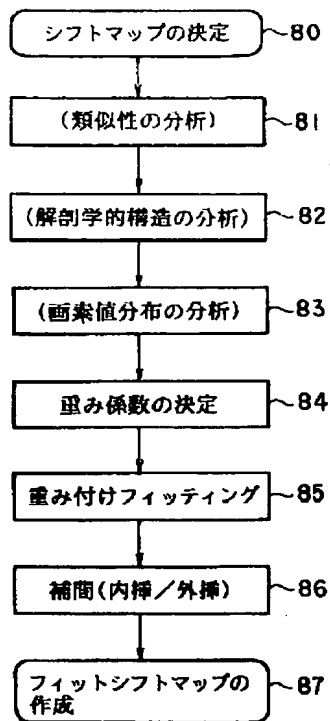 シフトマップの決定 80
(類似性の分析) 81
(解剖学的構造の分析) 82
(画素値分布の分析) 83
重み係数の決定 84
重み付けフィッティング 85
補間(内挿/外挿) 86
フィットシフトマップの
作成 87